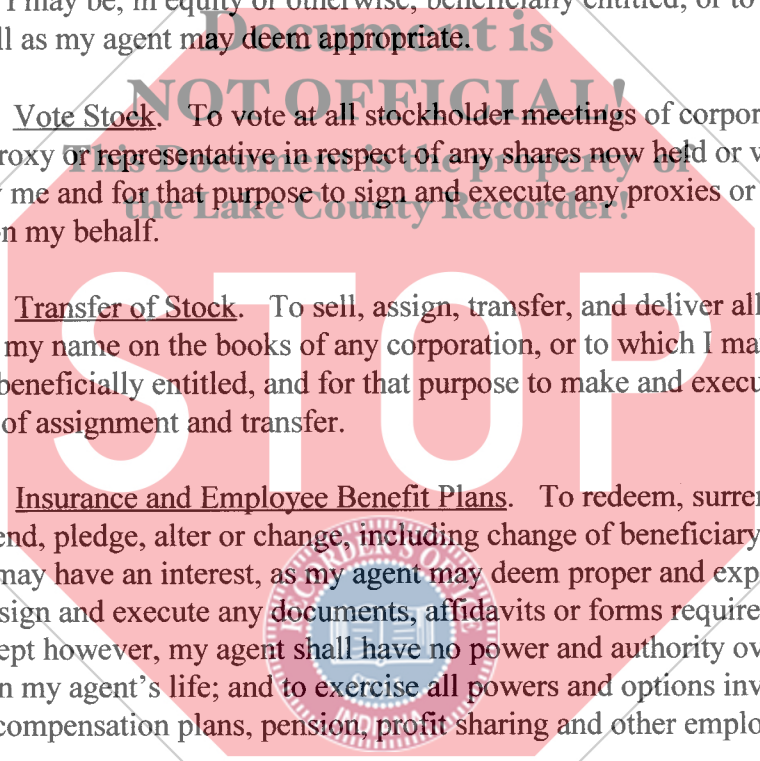 I may be, in equity or otherwise, beneficially entitled, or to
ll as my agent may deem appropriate.
Document is
NOT OFFICIAL!
Vote Stock. To vote at all stockholder meetings of corpor
roxy or representative in respect of any shares now held or v
This Document is the property of
me and for that purpose to sign and execute any proxies or
the Lake County Recorder!
n my behalf.
STOP
Transfer of Stock. To sell, assign, transfer, and deliver all
my name on the books of any corporation, or to which I ma
beneficially entitled, and for that purpose to make and execu
of assignment and transfer.
Insurance and Employee Benefit Plans. To redeem, surre
end, pledge, alter or change, including change of beneficiary
may have an interest, as my agent may deem proper and exp
sign and execute any documents, affidavits or forms require
ept however, my agent shall have no power and authority ov
n my agent's life; and to exercise all powers and options inv
compensation plans, pension, profit sharing and other emplo
RECORDER'S OFFICE
SEAL
INDIANA